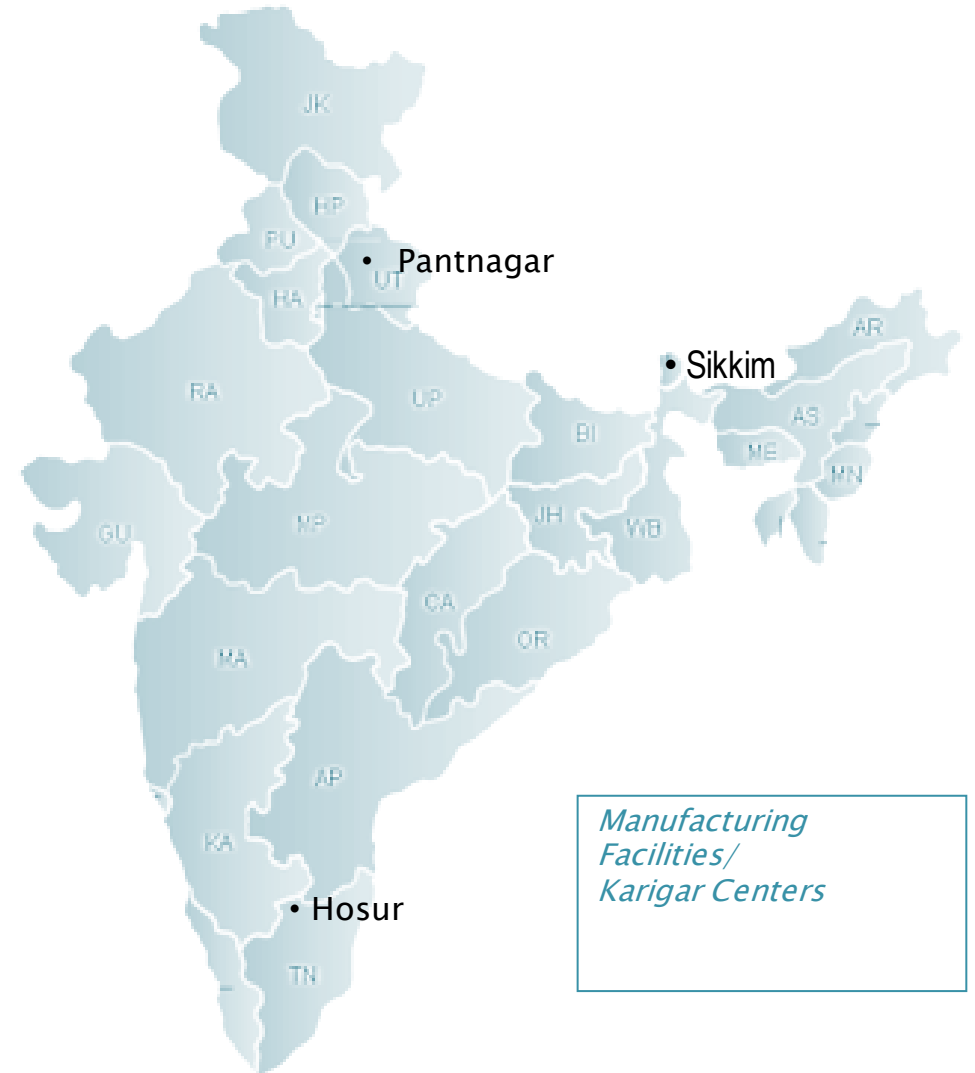 JK
HP
PU
• Pantnagar
UT
HA
AR
• Sikkim
RA
UP
AS
BI
ME
MN
JH
WB
MP
GU
CA
OR
MA
AP
Manufacturing
Facilities/
Karigar Centers
KA
• Hosur
TN